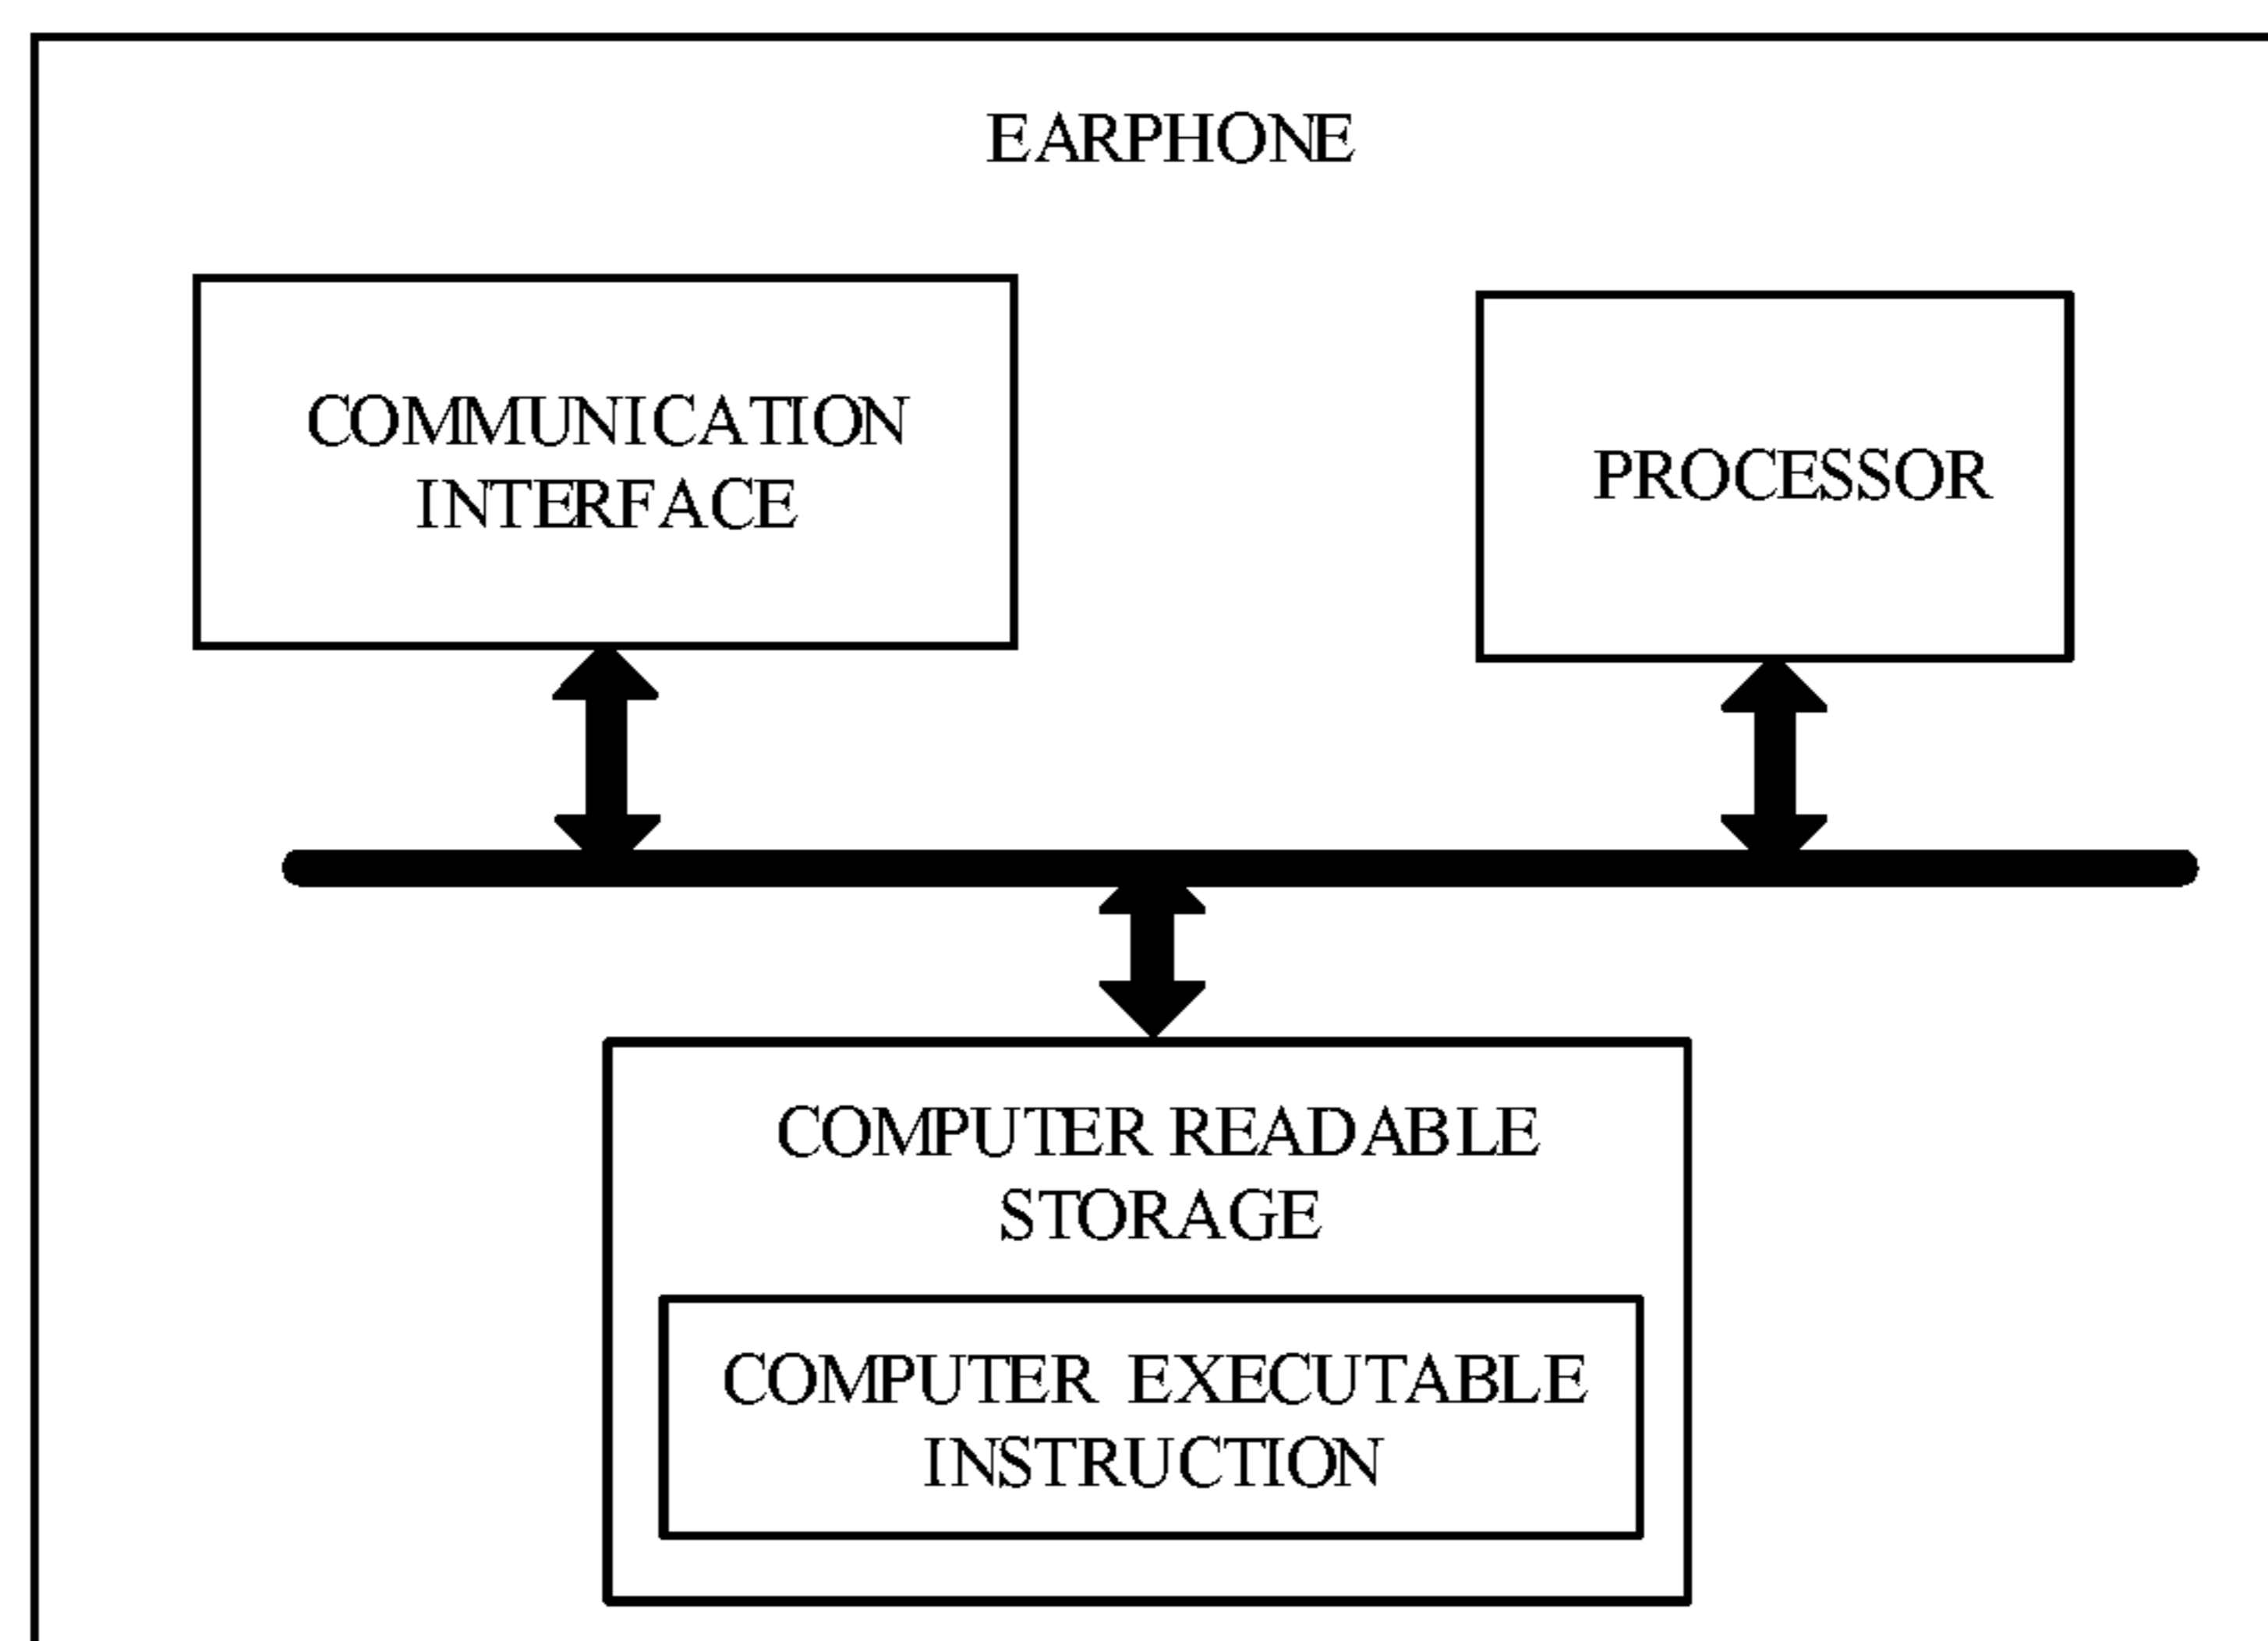 EARPHONE
COMMUNICATION
INTERFACE
PROCESSOR
COMPUTER READABLE
STORAGE
COMPUTER EXECUTABLE
INSTRUCTION